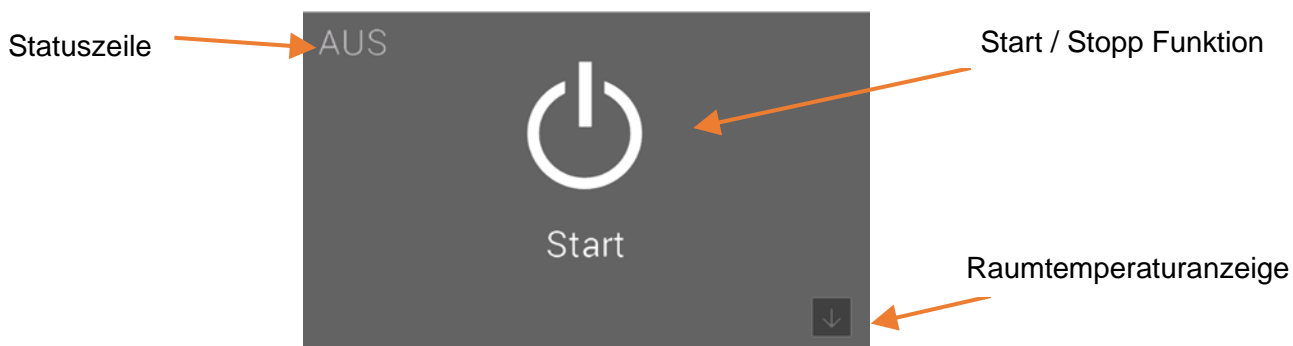 AUS
Statuszeile
Start / Stopp Funktion
Start
Raumtemperaturanzeige